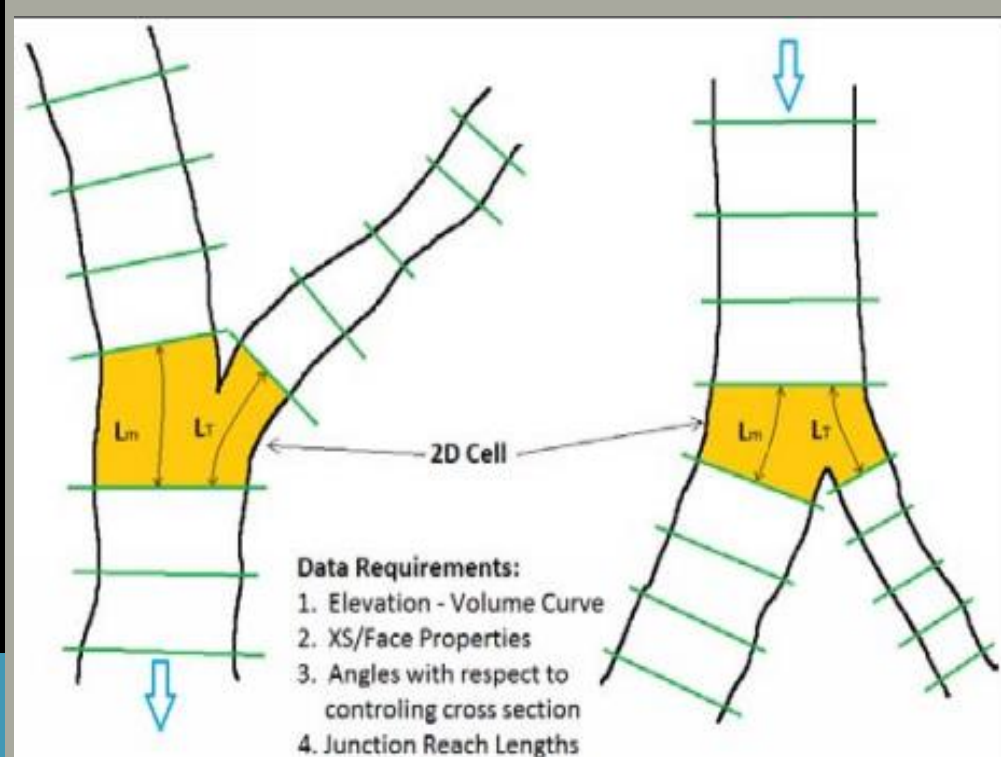 Lm
LT
2D Cell
Lm
LT
Data Requirements:
1. Elevation - Volume Curve
2. XS/Face Properties
3. Angles with respect to
controling cross section
4. Junction Reach Lengths